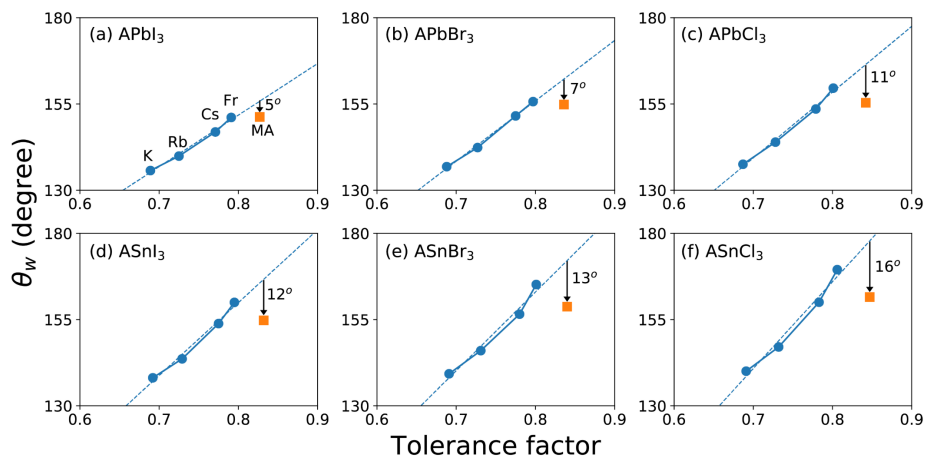 (a) APbI₃
(b) APbBr₃
(c) APbCl₃
180
155
130
K
Rb
Cs
Fr
5°
MA
0.6 0.7 0.8 0.9
180
155
130
7°
0.6 0.7 0.8 0.9
180
155
130
11°
0.6 0.7 0.8 0.9
θw (degree)
(d) ASnI₃
(e) ASnBr₃
(f) ASnCl₃
180
155
130
12°
0.6 0.7 0.8 0.9
180
155
130
13°
0.6 0.7 0.8 0.9
180
155
130
16°
0.6 0.7 0.8 0.9
Tolerance factor